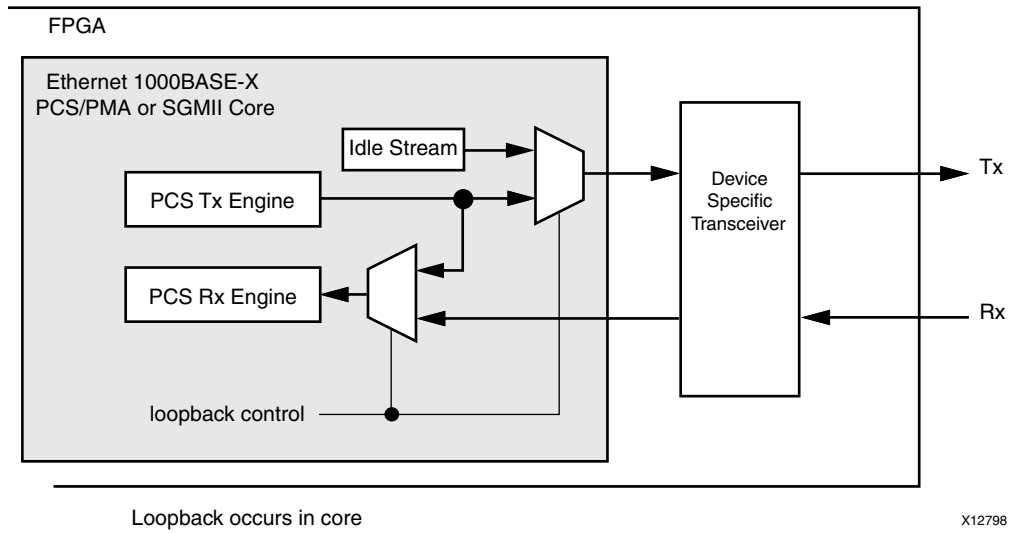 FPGA
Ethernet 1000BASE-X
PCS/PMA or SGMII Core
Idle Stream
PCS Tx Engine
PCS Rx Engine
loopback control
Device
Specific
Transceiver
Tx
Rx
Loopback occurs in core
X12798